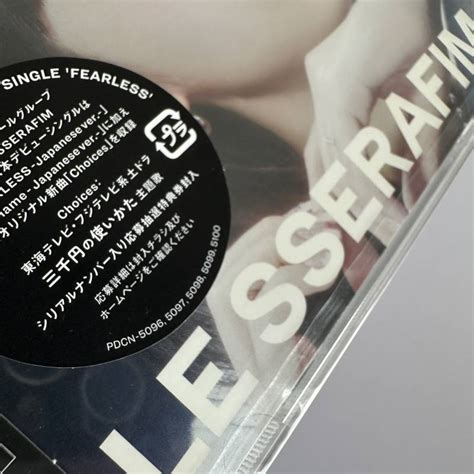 SINGLE 'FEARLESS'
ールグループ
SSERAFIM
本デビューシングルは
LESS -Japanese ver.-」
lame -Japanese ver.-」に加え
オリジナル新曲「Choices」を収録
Choices:
東海テレビ・フジテレビ系土ドラ
三千円の使いかた 主題歌
シリアルナンバー入り応募抽選特典券封入
応募詳細は封入チラシ及び
ホームページをご確認ください
PDCN-5096, 5097, 5098, 5099, 5100
プラ
LE SSERAFIM